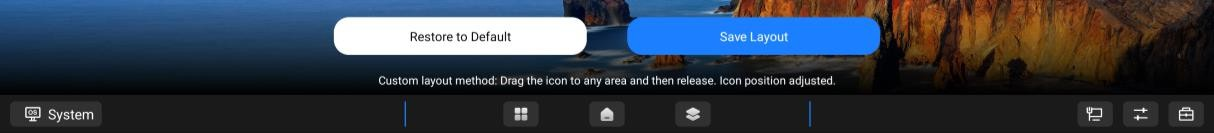 Restore to Default
Save Layout
Custom layout method: Drag the icon to any area and then release. Icon position adjusted.
OS
System